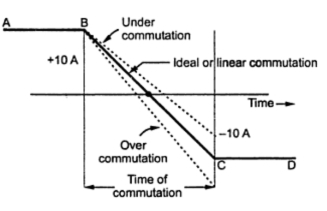 A
B
Under
commutation
+10 A
Ideal or linear commutation
Time
−10 A
Over
commutation
C
D
Time of
commutation